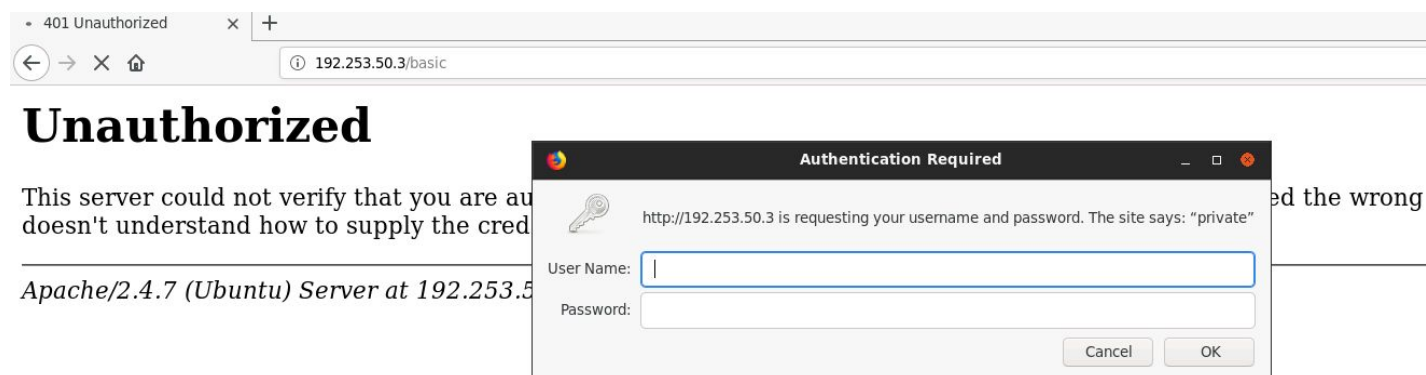 401 Unauthorized
192.253.50.3/basic
Unauthorized
Authentication Required
This server could not verify that you are au
ed the wrong
http://192.253.50.3 is requesting your username and password. The site says: “private”
doesn't understand how to supply the cred
User Name:
Apache/2.4.7 (Ubuntu) Server at 192.253.5
Password:
Cancel OK